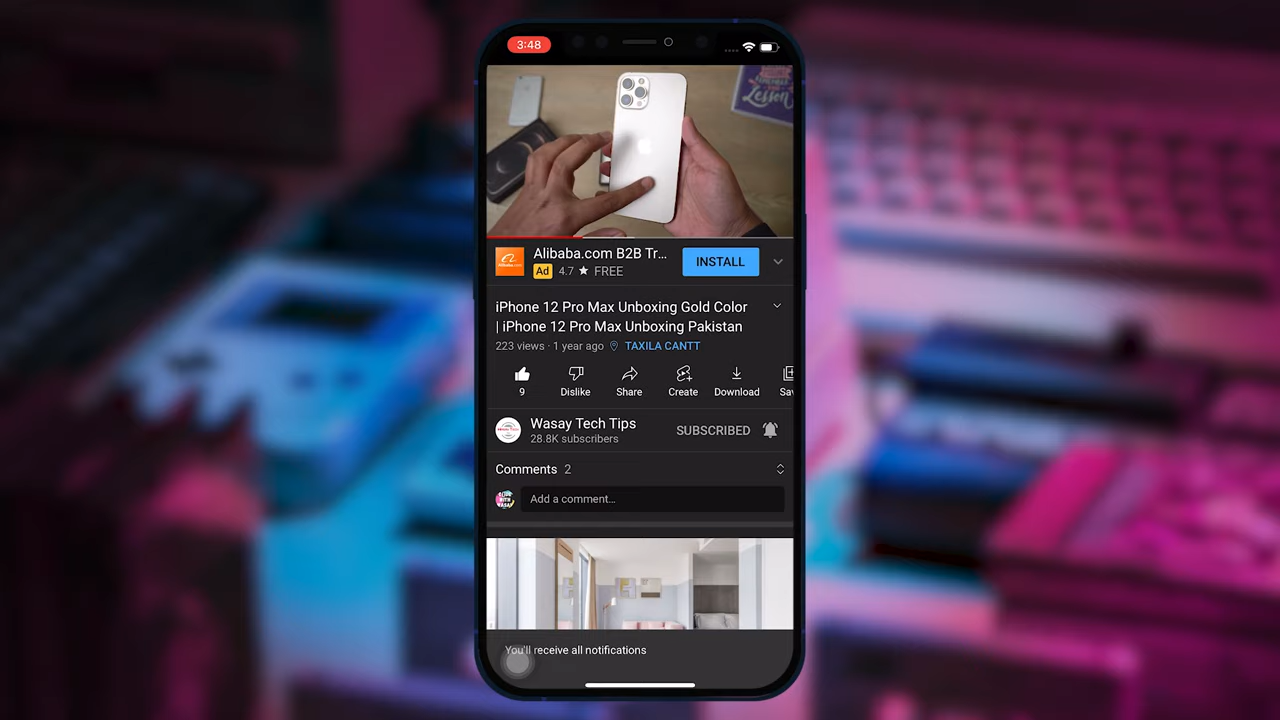 3:48
Lesson
Alibaba.com B2B Tr...
INSTALL
Ad 4.7 ★ FREE
iPhone 12 Pro Max Unboxing Gold Color
| iPhone 12 Pro Max Unboxing Pakistan
223 views · 1 year ago TAXILA CANTT
9 Dislike Share Create Download Sav
Wasay Tech Tips
28.8K subscribers
SUBSCRIBED
Comments 2
Add a comment...
You'll receive all notifications